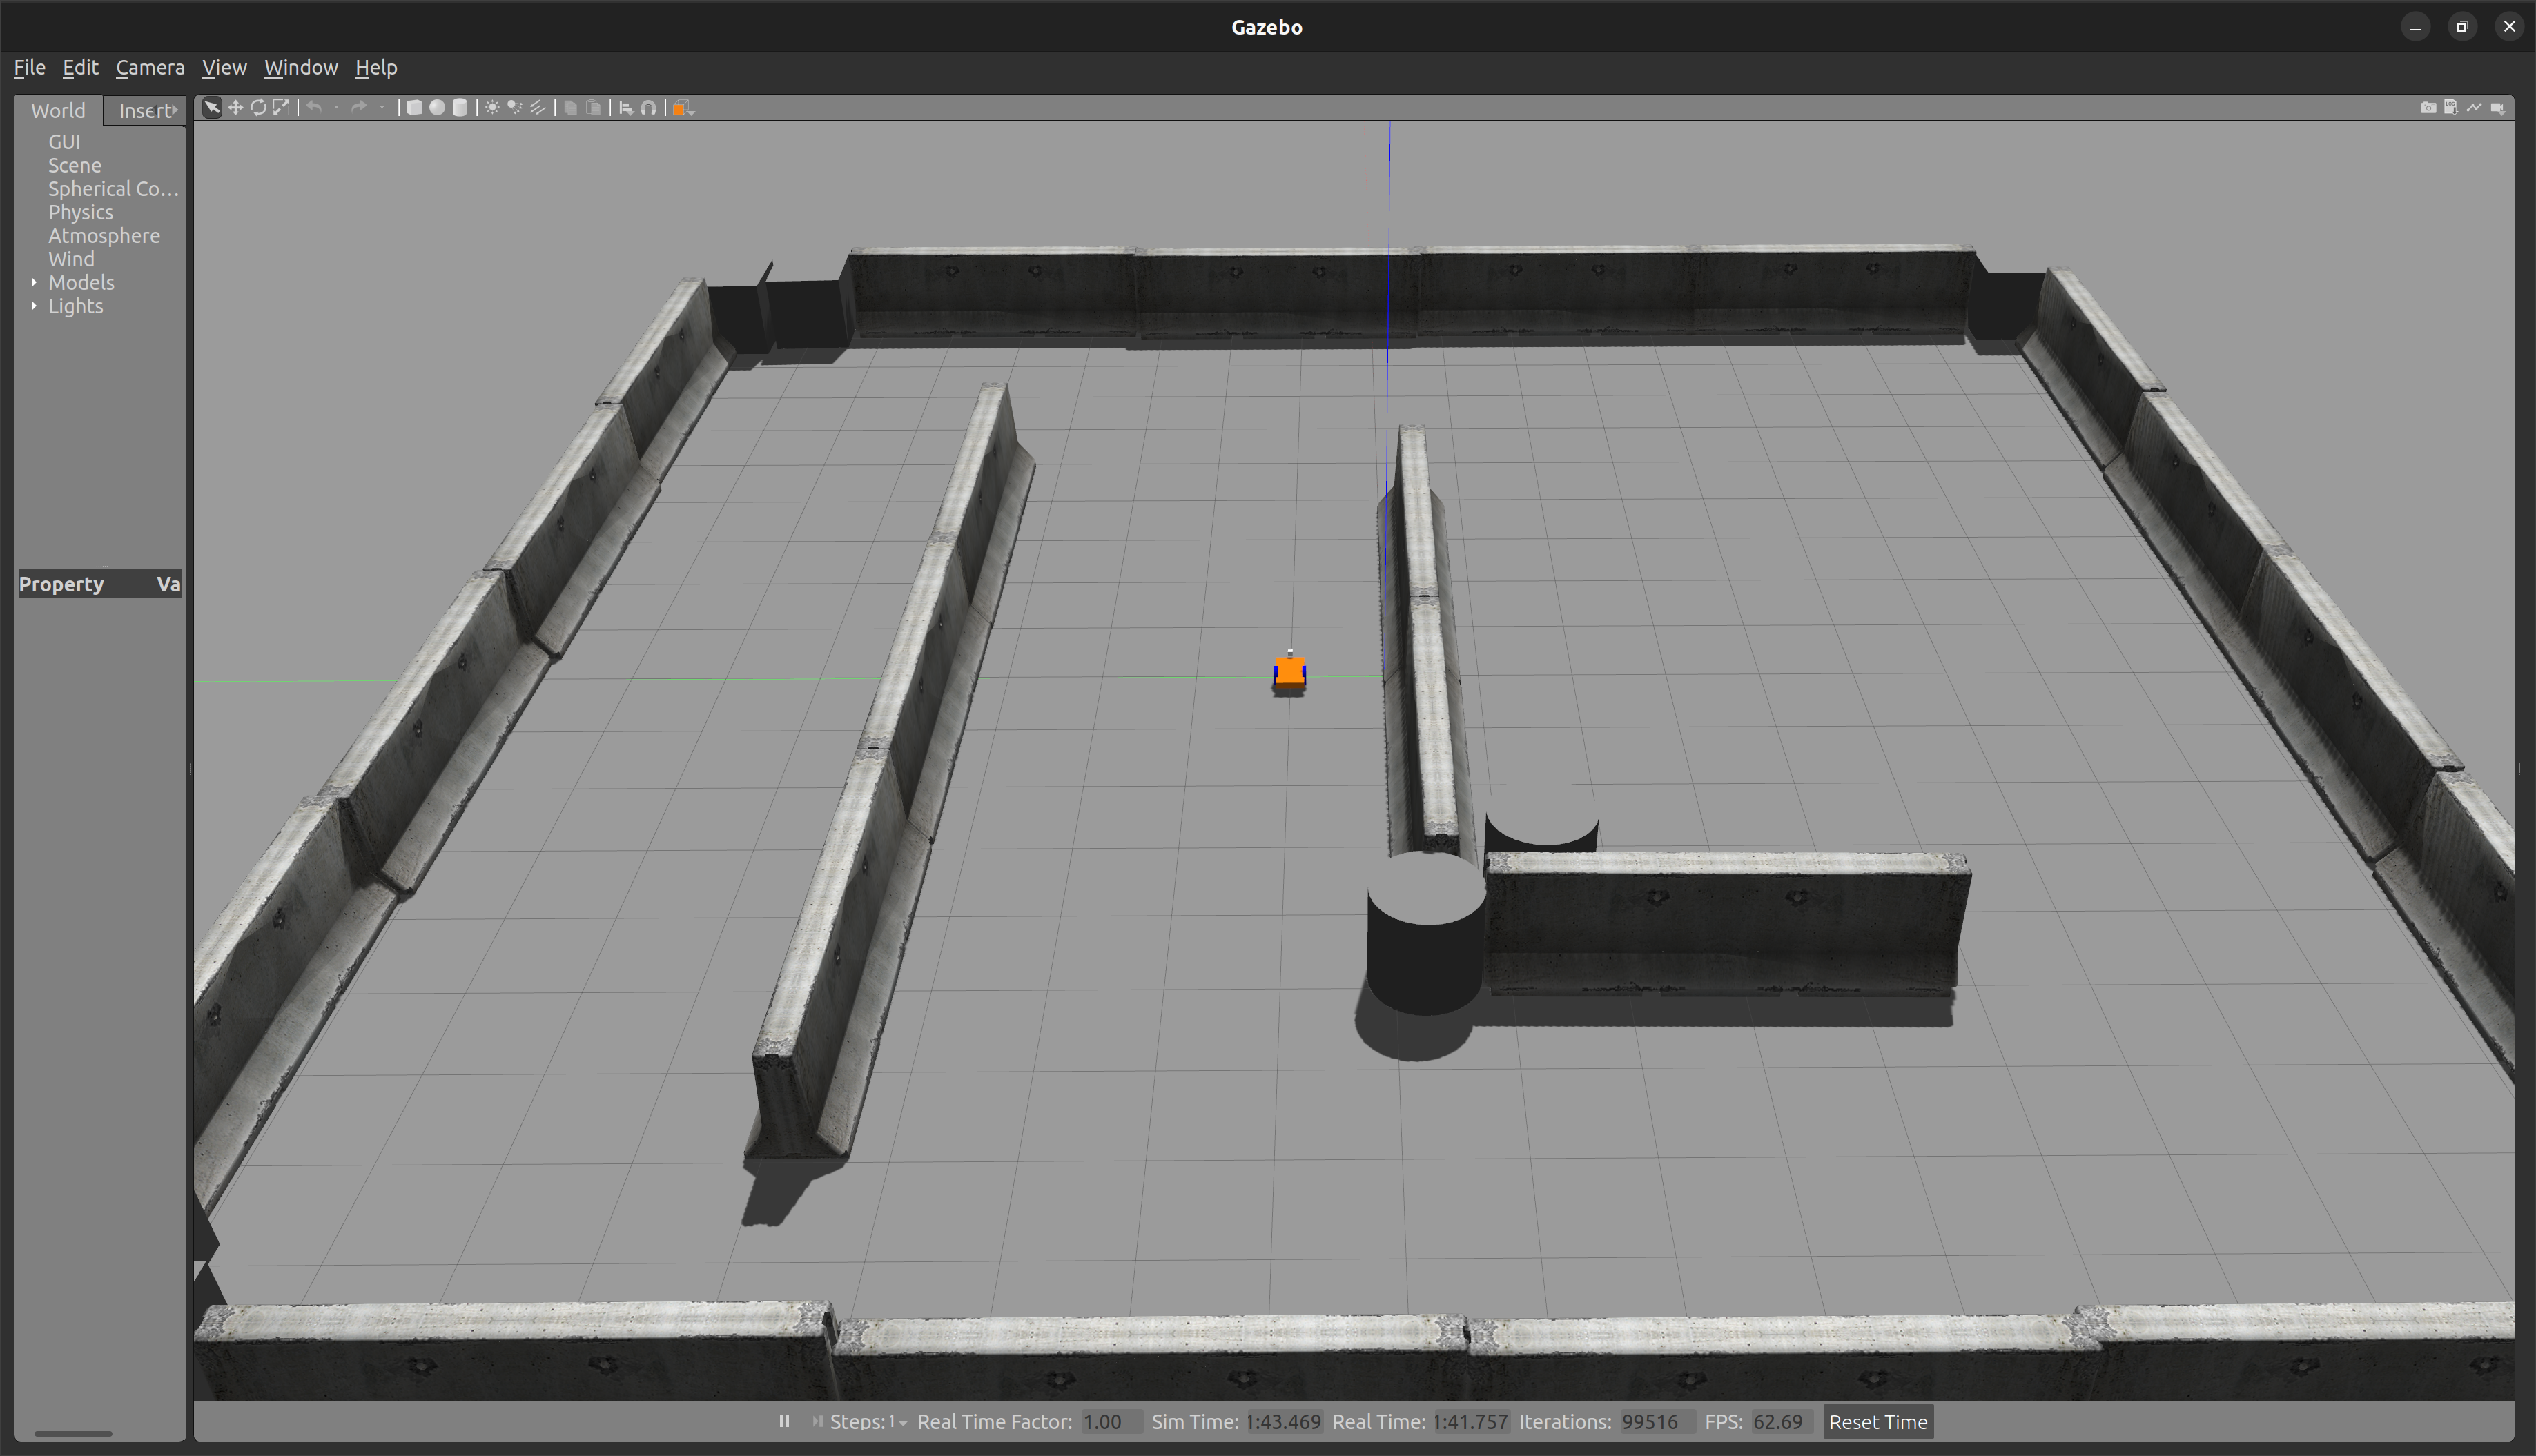 Gazebo
File Edit Camera View Window Help
World Insert
GUI
Scene
Spherical Co...
Physics
Atmosphere
Wind
Models
Lights
Property Va
Steps: 1 Real Time Factor: 1.00 Sim Time: 1:43.469 Real Time: 1:41.757 Iterations: 99516 FPS: 62.69 Reset Time